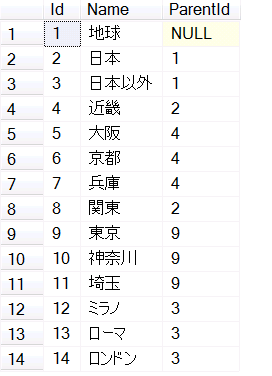 Id Name ParentId
1 1 地球 NULL
2 2 日本 1
3 3 日本以外 1
4 4 近畿 2
5 5 大阪 4
6 6 京都 4
7 7 兵庫 4
8 8 関東 2
9 9 東京 9
10 10 神奈川 9
11 11 埼玉 9
12 12 ミラノ 3
13 13 ローマ 3
14 14 ロンドン 3